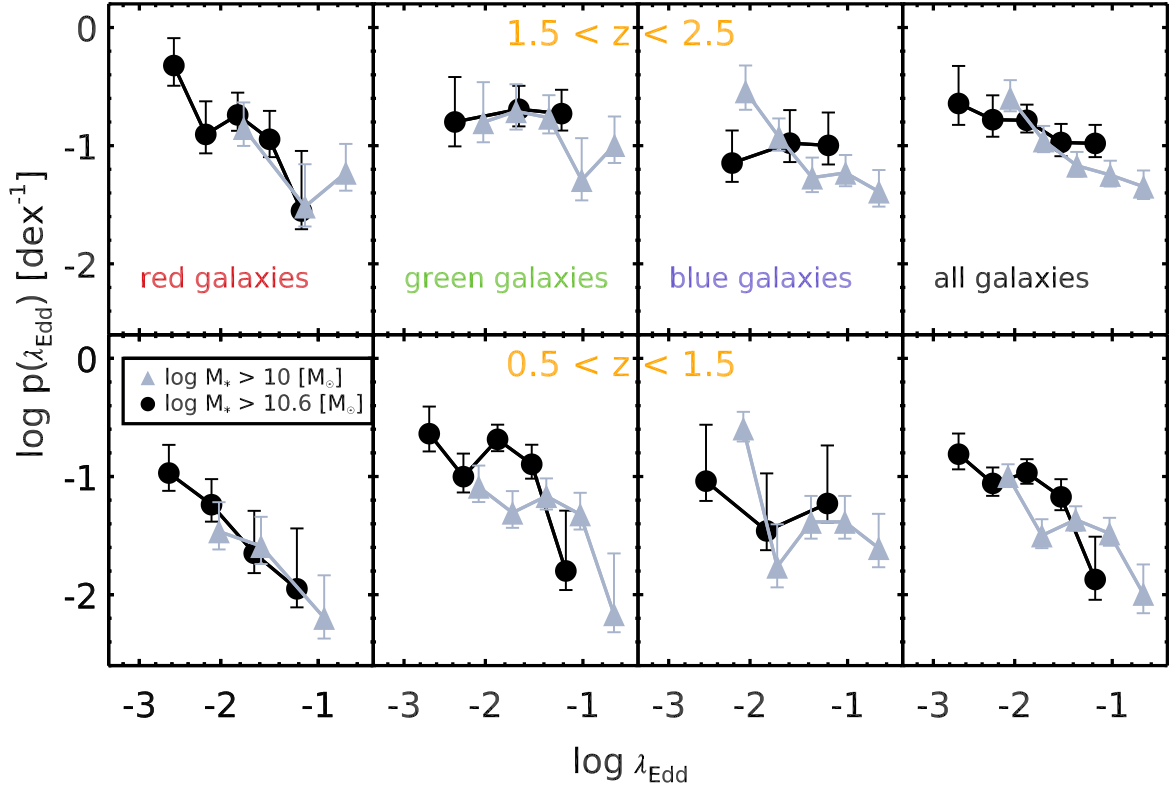 1.5 < z < 2.5
0
-1
-2
red galaxies
green galaxies
blue galaxies
all galaxies
log p(λEdd) [dex-1]
0.5 < z < 1.5
0
-1
-2
log M* > 10 [M☉]
log M* > 10.6 [M☉]
-3 -2 -1 -3 -2 -1 -3 -2 -1 -3 -2 -1
log λEdd